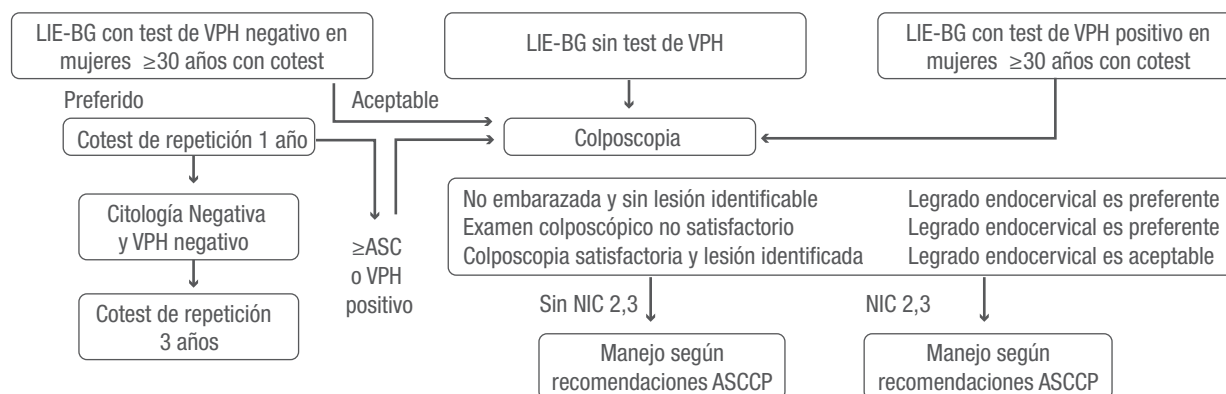 LIE-BG con test de VPH negativo en
mujeres ≥30 años con cotest
LIE-BG sin test de VPH
LIE-BG con test de VPH positivo en
mujeres ≥30 años con cotest
Preferido
Aceptable
Cotest de repetición 1 año
Colposcopia
Citología Negativa
y VPH negativo
≥ASC
o VPH
positivo
Cotest de repetición
3 años
No embarazada y sin lesión identificable Legrado endocervical es preferente
Examen colposcópico no satisfactorio Legrado endocervical es preferente
Colposcopia satisfactoria y lesión identificada Legrado endocervical es aceptable
Sin NIC 2,3
NIC 2,3
Manejo según
recomendaciones ASCCP
Manejo según
recomendaciones ASCCP